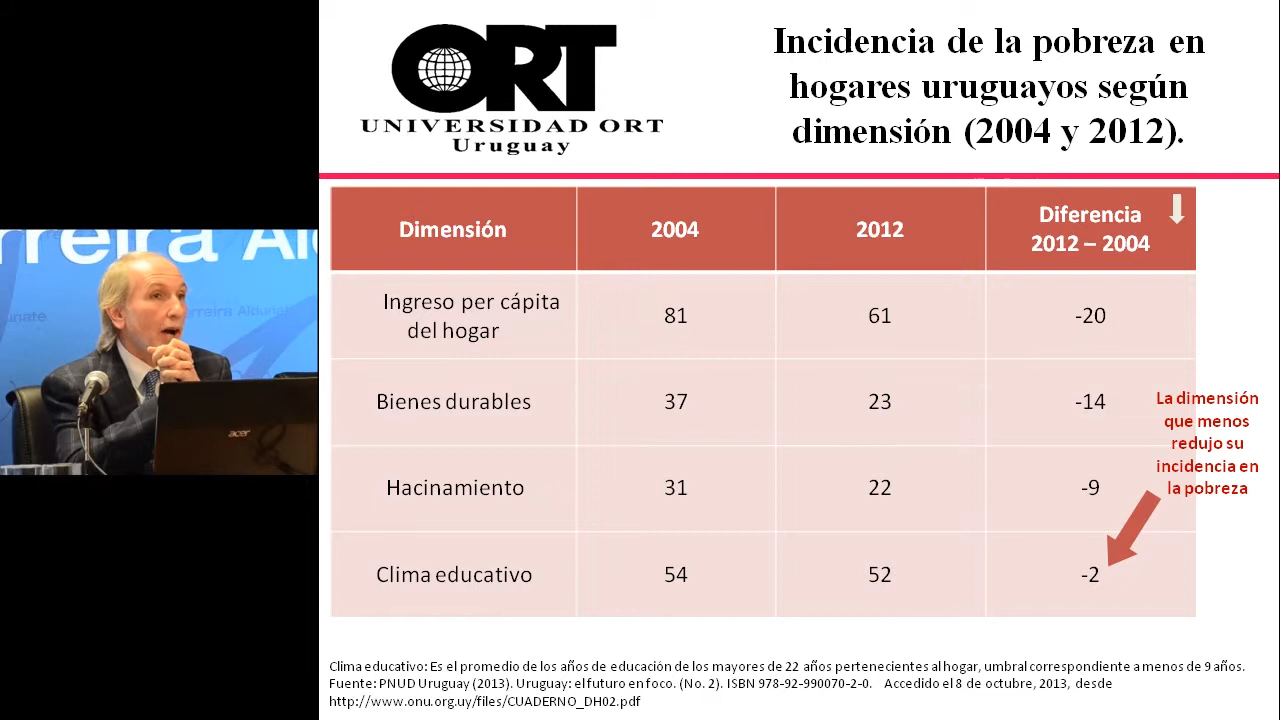 ORT
UNIVERSIDAD ORT
Uruguay
Incidencia de la pobreza en
hogares uruguayos según
dimensión (2004 y 2012).
Dimensión
2004
2012
Diferencia
2012 – 2004
Ingreso per cápita
del hogar
81
61
-20
Bienes durables
37
23
-14
Hacinamiento
31
22
-9
Clima educativo
54
52
-2
La dimensión
que menos
redujo su
incidencia en
la pobreza
Clima educativo: Es el promedio de los años de educación de los mayores de 22 años pertenecientes al hogar, umbral correspondiente a menos de 9 años.
Fuente: PNUD Uruguay (2013). Uruguay: el futuro en foco. (No. 2). ISBN 978-92-990070-2-0. Accedido el 8 de octubre, 2013, desde
http://www.onu.org.uy/files/CUADERNO_DH02.pdf
acer